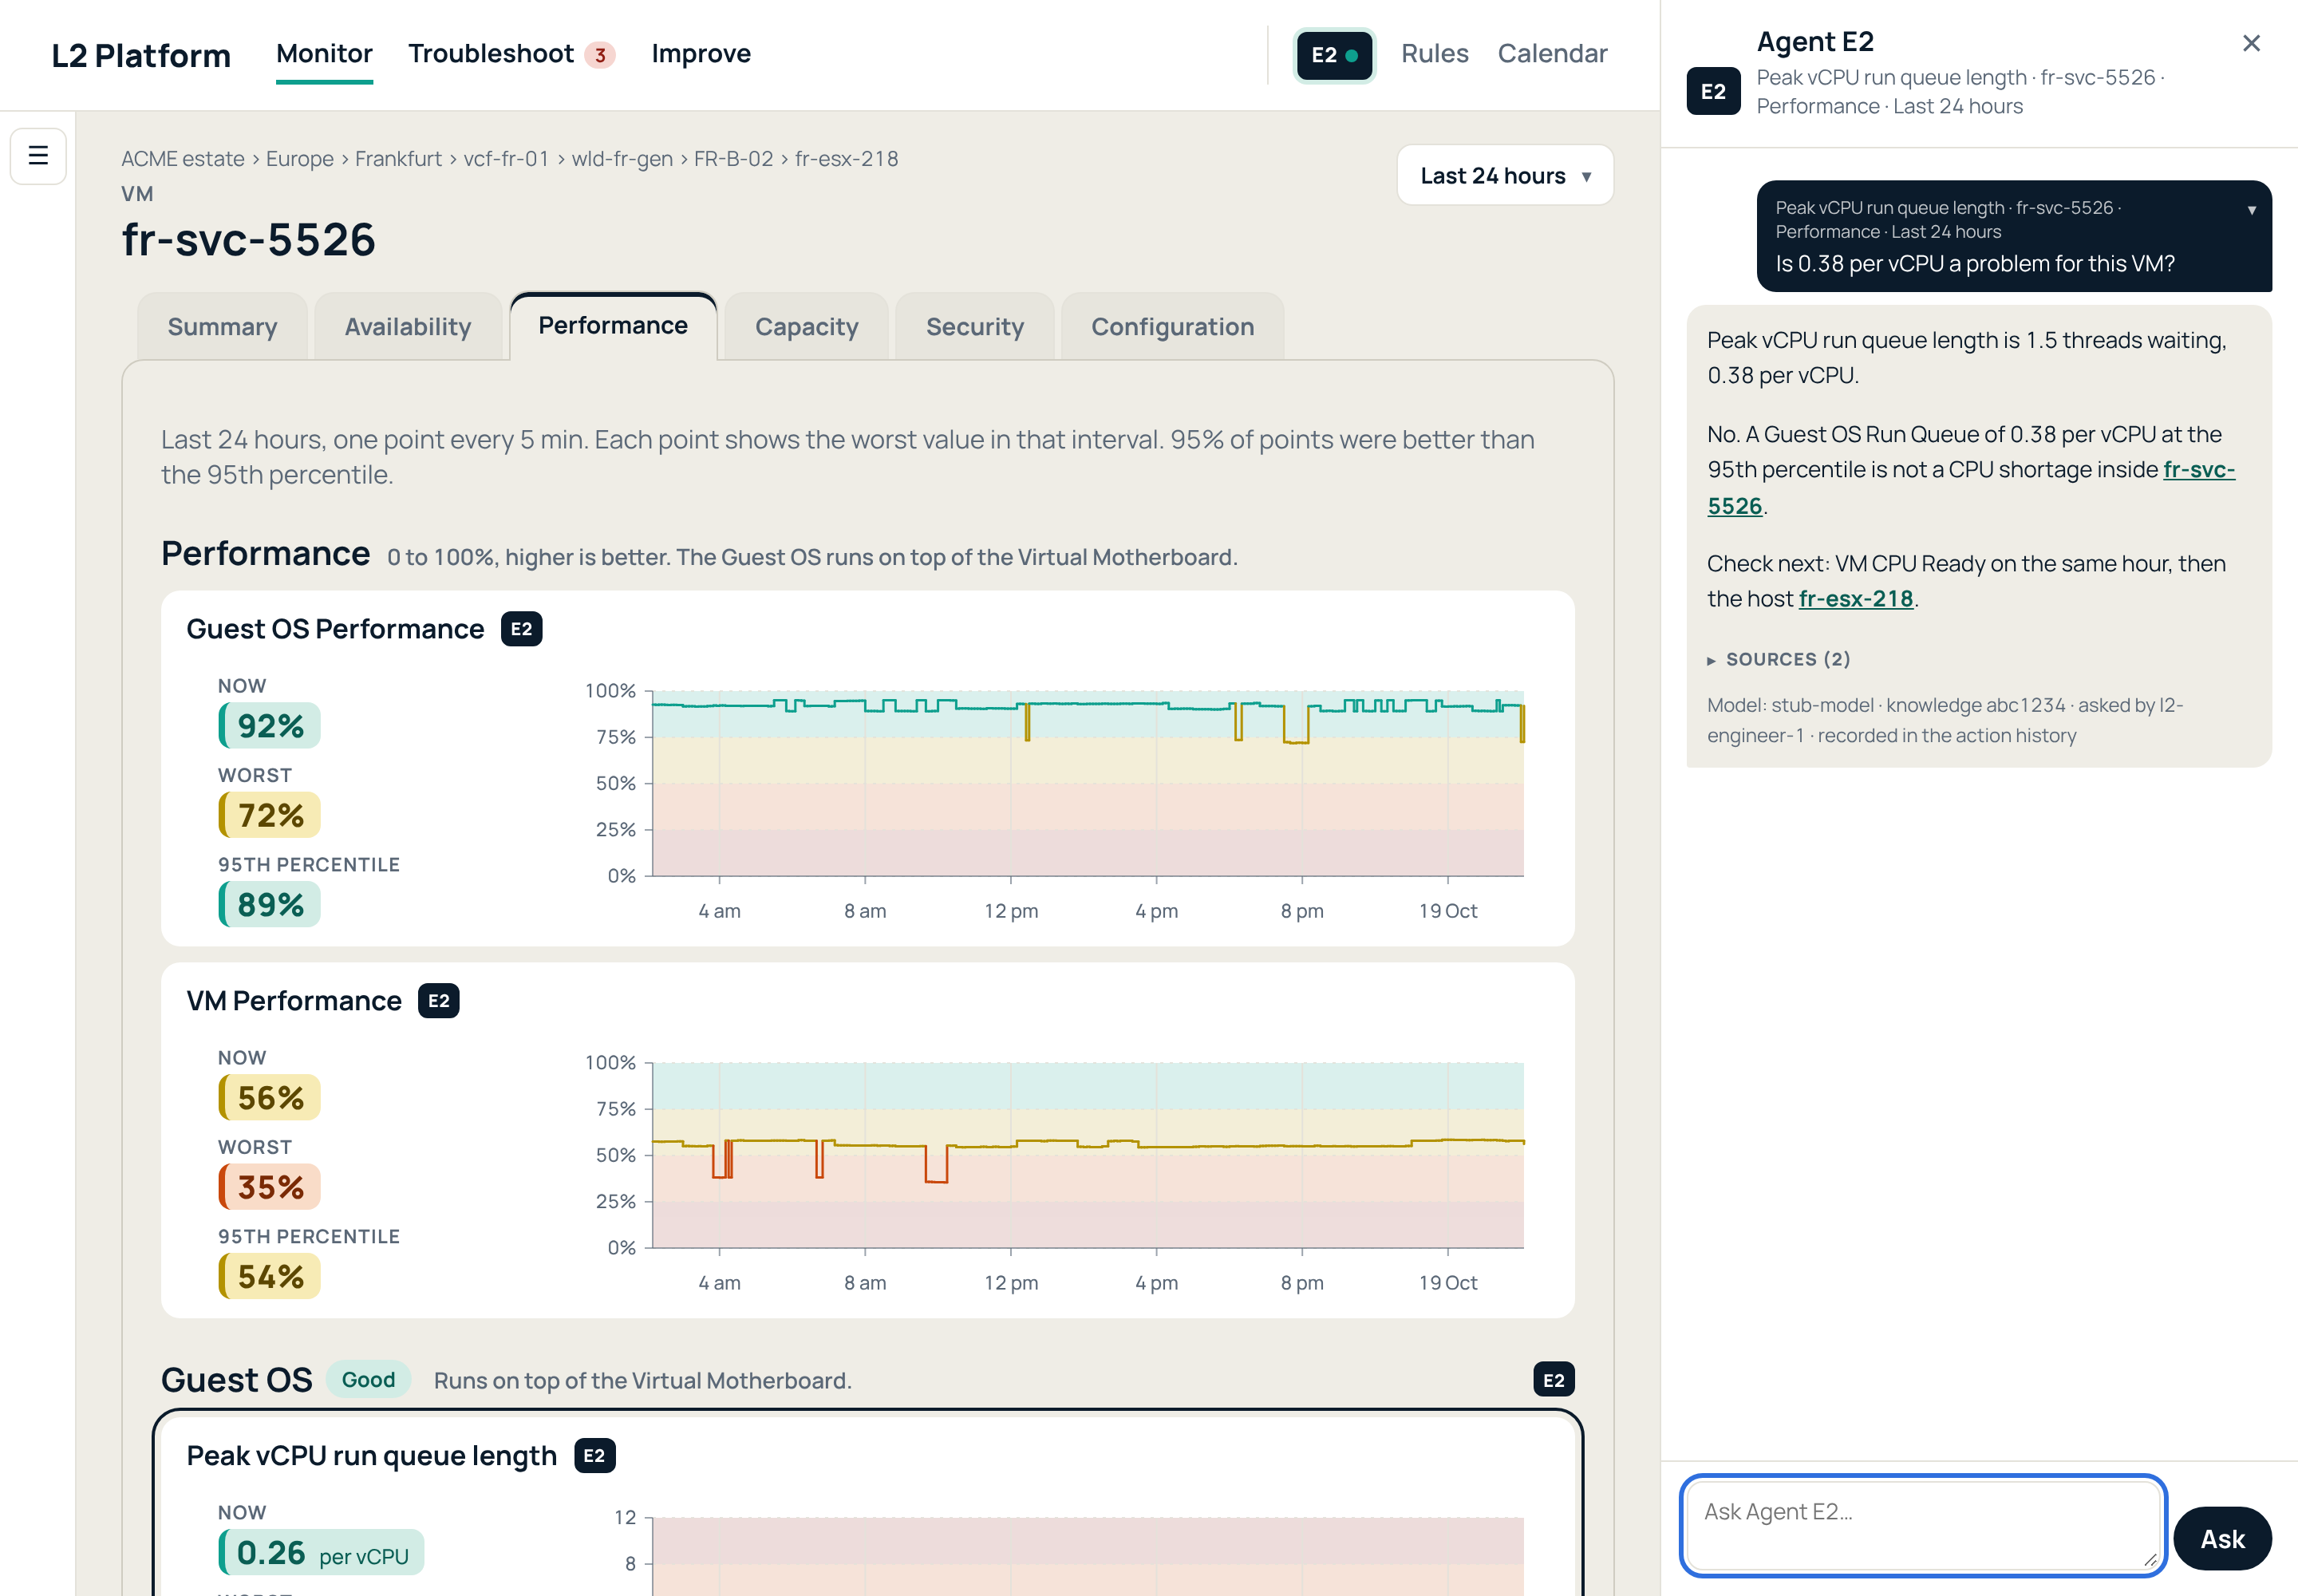 L2 Platform
Monitor
Troubleshoot 3
Improve
E2
Rules
Calendar
☰
ACME estate › Europe › Frankfurt › vcf-fr-01 › wld-fr-gen › FR-B-02 › fr-esx-218
VM
fr-svc-5526
Last 24 hours ▾
Summary
Availability
Performance
Capacity
Security
Configuration
Last 24 hours, one point every 5 min. Each point shows the worst value in that interval. 95% of points were better than
the 95th percentile.
Performance 0 to 100%, higher is better. The Guest OS runs on top of the Virtual Motherboard.
Guest OS Performance E2
NOW
92%
WORST
72%
95TH PERCENTILE
89%
100%
75%
50%
25%
0%
4 am 8 am 12 pm 4 pm 8 pm 19 Oct
VM Performance E2
NOW
56%
WORST
35%
95TH PERCENTILE
54%
100%
75%
50%
25%
0%
4 am 8 am 12 pm 4 pm 8 pm 19 Oct
Guest OS Good Runs on top of the Virtual Motherboard. E2
Peak vCPU run queue length E2
NOW
0.26 per vCPU
12
8
Agent E2
E2
Peak vCPU run queue length · fr-svc-5526 ·
Performance · Last 24 hours
✕
Peak vCPU run queue length · fr-svc-5526 ·
Performance · Last 24 hours
▾
Is 0.38 per vCPU a problem for this VM?
Peak vCPU run queue length is 1.5 threads waiting,
0.38 per vCPU.
No. A Guest OS Run Queue of 0.38 per vCPU at the
95th percentile is not a CPU shortage inside fr-svc-
5526.
Check next: VM CPU Ready on the same hour, then
the host fr-esx-218.
▸ SOURCES (2)
Model: stub-model · knowledge abc1234 · asked by l2-
engineer-1 · recorded in the action history
Ask Agent E2…
Ask